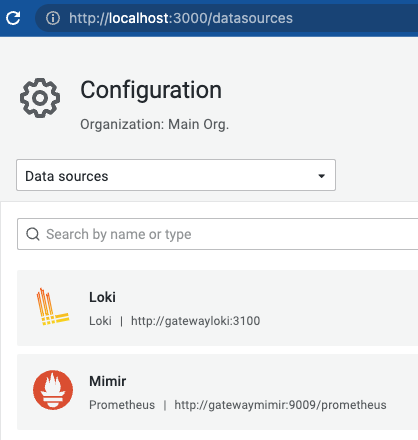 http://localhost:3000/datasources
Configuration
Organization: Main Org.
Data sources
Search by name or type
Loki
Loki | http://gatewayloki:3100
Mimir
Prometheus | http://gatewaymimir:9009/prometheus